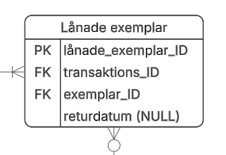 Lånade exemplar
PK lånade_exemplar_ID
FK transaktions_ID
FK exemplar_ID
returdatum (NULL)